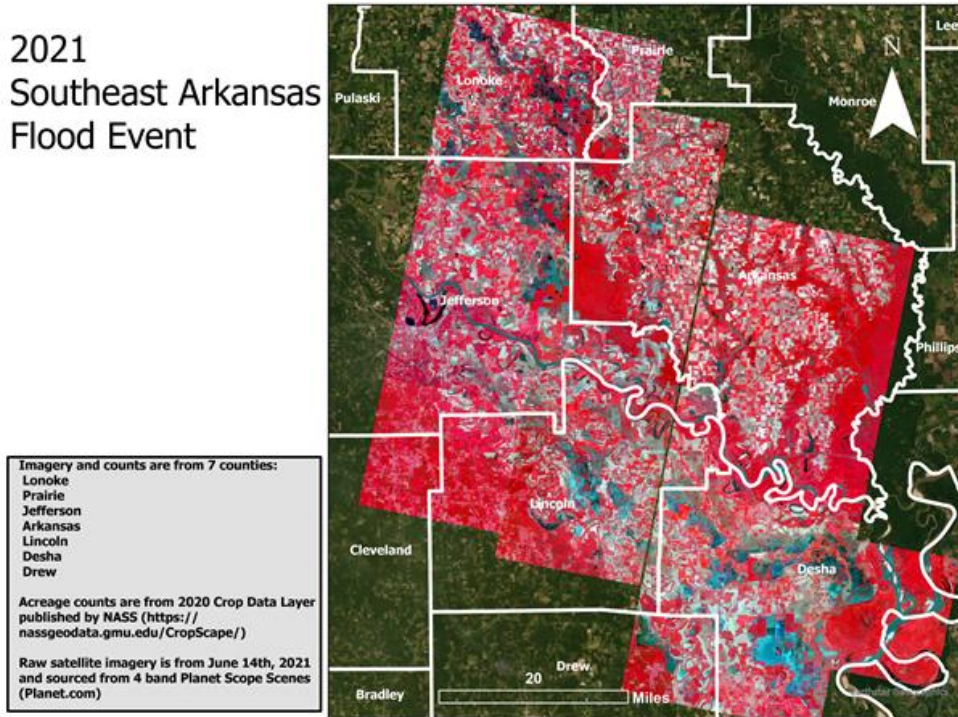 2021
Southeast Arkansas
Flood Event
Lee
Prairie
N
Lonoke
Pulaski
Monroe
Arkansas
Jefferson
Phillips
Imagery and counts are from 7 counties:
Lonoke
Prairie
Jefferson
Arkansas
Lincoln
Desha
Drew
Acreage counts are from 2020 Crop Data Layer
published by NASS (https://
nassgeodata.gmu.edu/CropScape/)
Raw satellite imagery is from June 14th, 2021
and sourced from 4 band Planet Scope Scenes
(Planet.com)
Lincoln
Cleveland
Desha
Drew
20
Miles
Bradley